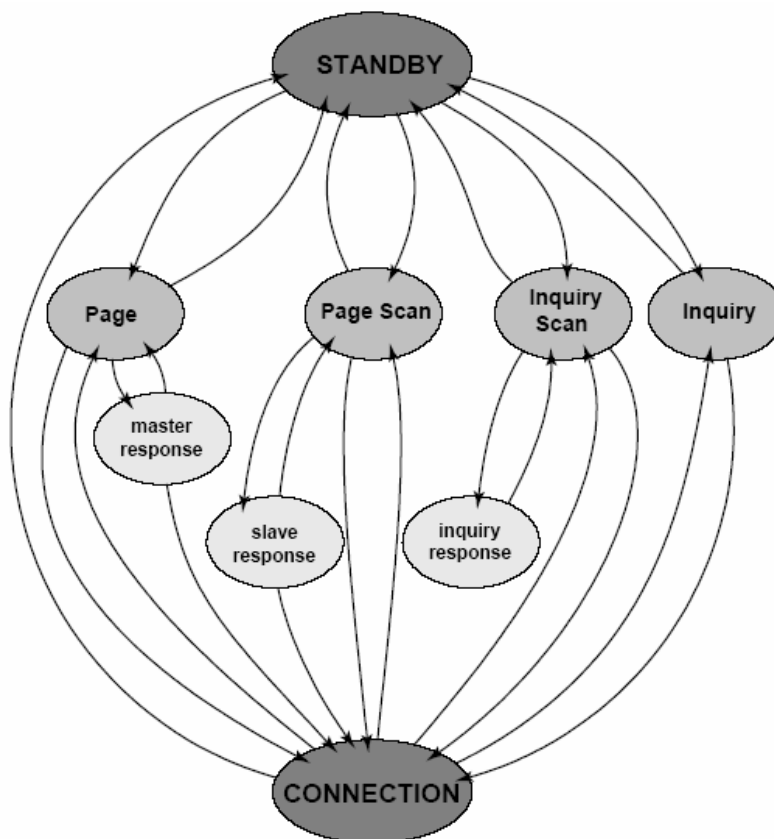 STANDBY
Page
Page Scan
Inquiry
Scan
Inquiry
master
response
slave
response
inquiry
response
CONNECTION